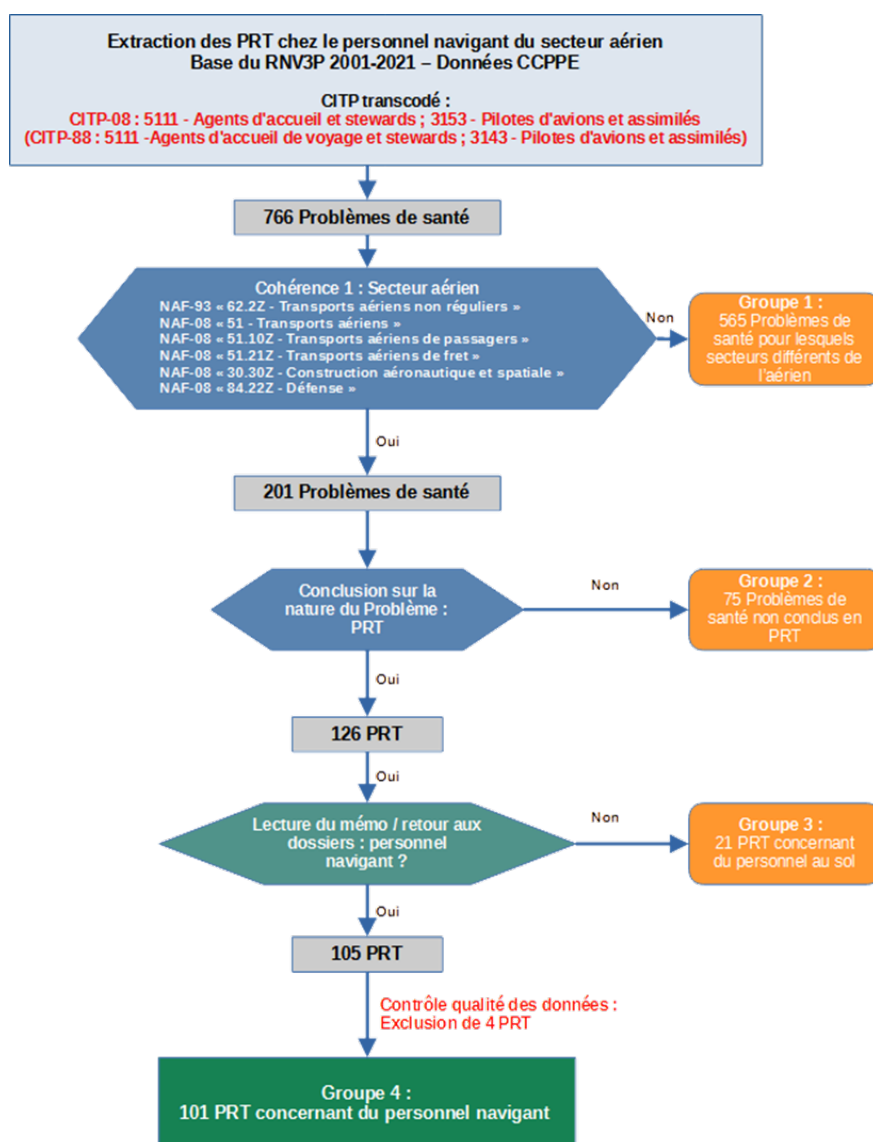 Extraction des PRT chez le personnel navigant du secteur aérien
Base du RNV3P 2001-2021 – Données CCPPE
CITP transcodé :
CITP-08 : 5111 - Agents d'accueil et stewards ; 3153 - Pilotes d'avions et assimilés
(CITP-88 : 5111 -Agents d'accueil de voyage et stewards ; 3143 - Pilotes d'avions et assimilés)
766 Problèmes de santé
Cohérence 1 : Secteur aérien
NAF-93 « 62.2Z - Transports aériens non réguliers »
NAF-08 « 51 - Transports aériens »
NAF-08 « 51.10Z - Transports aériens de passagers »
NAF-08 « 51.21Z - Transports aériens de fret »
NAF-08 « 30.30Z - Construction aéronautique et spatiale »
NAF-08 « 84.22Z - Défense »
Non
Groupe 1 :
565 Problèmes de
santé pour lesquels
secteurs différents de
l'aérien
Oui
201 Problèmes de santé
Conclusion sur la
nature du Problème :
PRT
Non
Groupe 2 :
75 Problèmes de
santé non conclus en
PRT
Oui
126 PRT
Oui
Lecture du mémo / retour aux
dossiers : personnel
navigant ?
Non
Groupe 3 :
21 PRT concernant
du personnel au sol
Oui
105 PRT
Contrôle qualité des données :
Exclusion de 4 PRT
Groupe 4 :
101 PRT concernant du personnel navigant